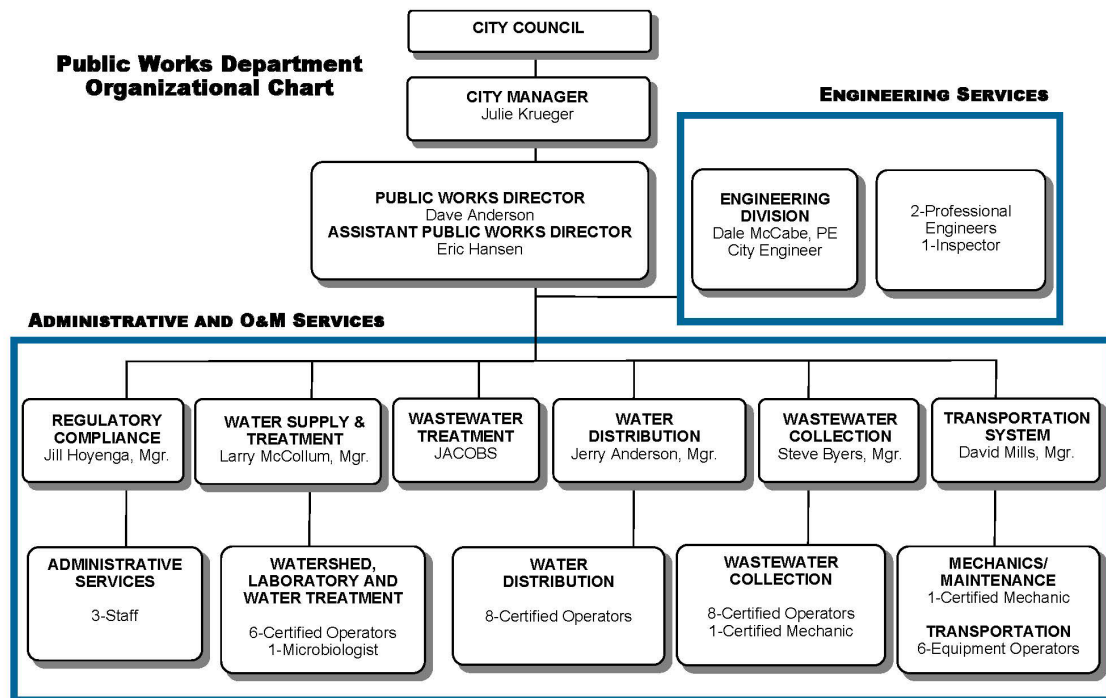 CITY COUNCIL
Public Works Department
Organizational Chart
CITY MANAGER
Julie Krueger
ENGINEERING SERVICES
PUBLIC WORKS DIRECTOR
Dave Anderson
ASSISTANT PUBLIC WORKS DIRECTOR
Eric Hansen
ENGINEERING
DIVISION
Dale McCabe, PE
City Engineer
2-Professional
Engineers
1-Inspector
ADMINISTRATIVE AND O&M SERVICES
REGULATORY
COMPLIANCE
Jill Hoyenga, Mgr.
WATER SUPPLY &
TREATMENT
Larry McCollum, Mgr.
WASTEWATER
TREATMENT
JACOBS
WATER
DISTRIBUTION
Jerry Anderson, Mgr.
WASTEWATER
COLLECTION
Steve Byers, Mgr.
TRANSPORTATION
SYSTEM
David Mills, Mgr.
ADMINISTRATIVE
SERVICES
3-Staff
WATERSHED,
LABORATORY AND
WATER TREATMENT
6-Certified Operators
1-Microbiologist
WATER
DISTRIBUTION
8-Certified Operators
WASTEWATER
COLLECTION
8-Certified Operators
1-Certified Mechanic
MECHANICS/
MAINTENANCE
1-Certified Mechanic
TRANSPORTATION
6-Equipment Operators